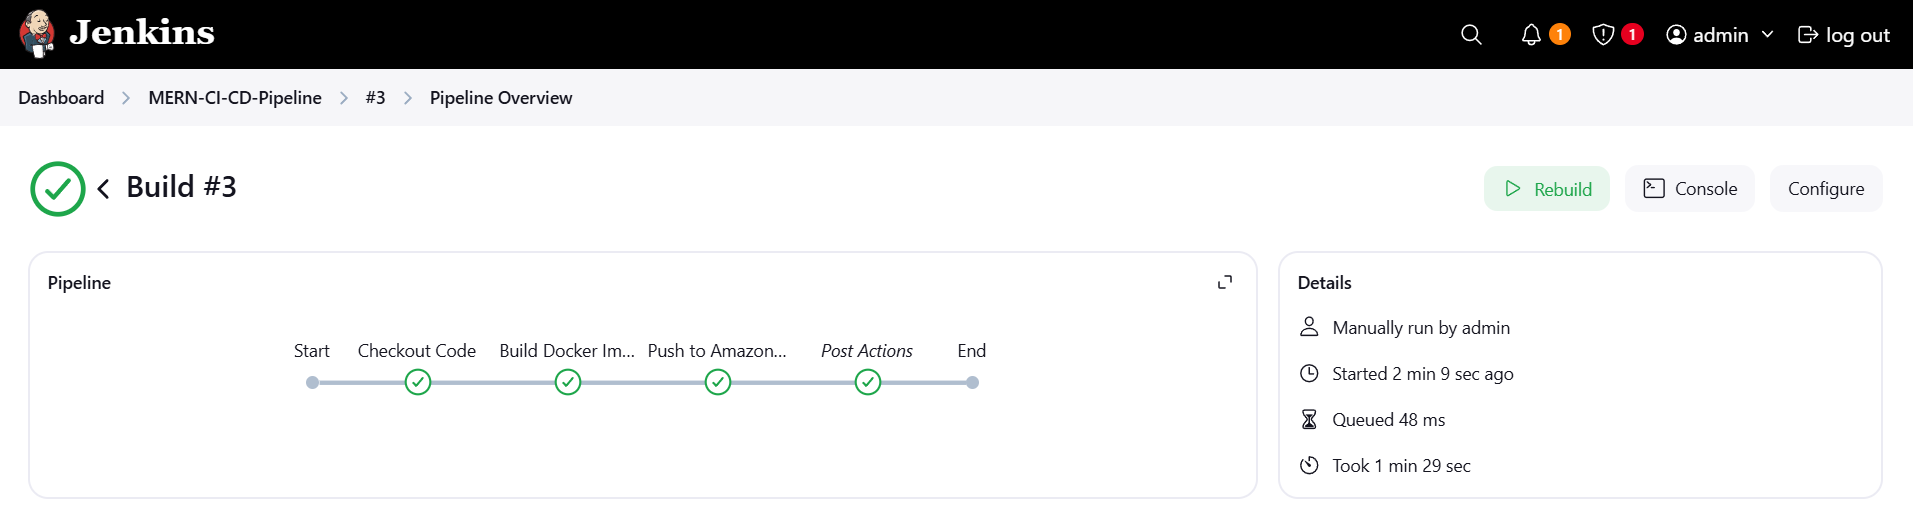 Jenkins
1
1
admin
log out
Dashboard > MERN-CI-CD-Pipeline > #3 > Pipeline Overview
Build #3
Rebuild
Console
Configure
Pipeline
Start
Checkout Code
Build Docker Im...
Push to Amazon...
Post Actions
End
Details
Manually run by admin
Started 2 min 9 sec ago
Queued 48 ms
Took 1 min 29 sec